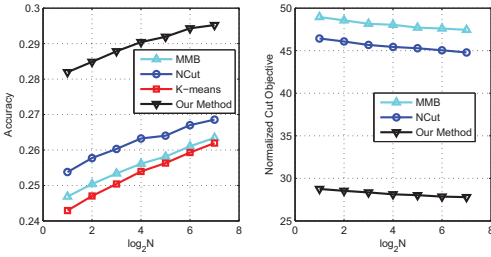 0.3
0.29
0.28
0.27
0.26
0.25
0.24
Accuracy
0 2 4 6 8
log2N
MMB
NCut
K−means
Our Method
50
45
40
35
30
25
Normalized Cut Objective
0 2 4 6 8
log2N
MMB
NCut
Our Method